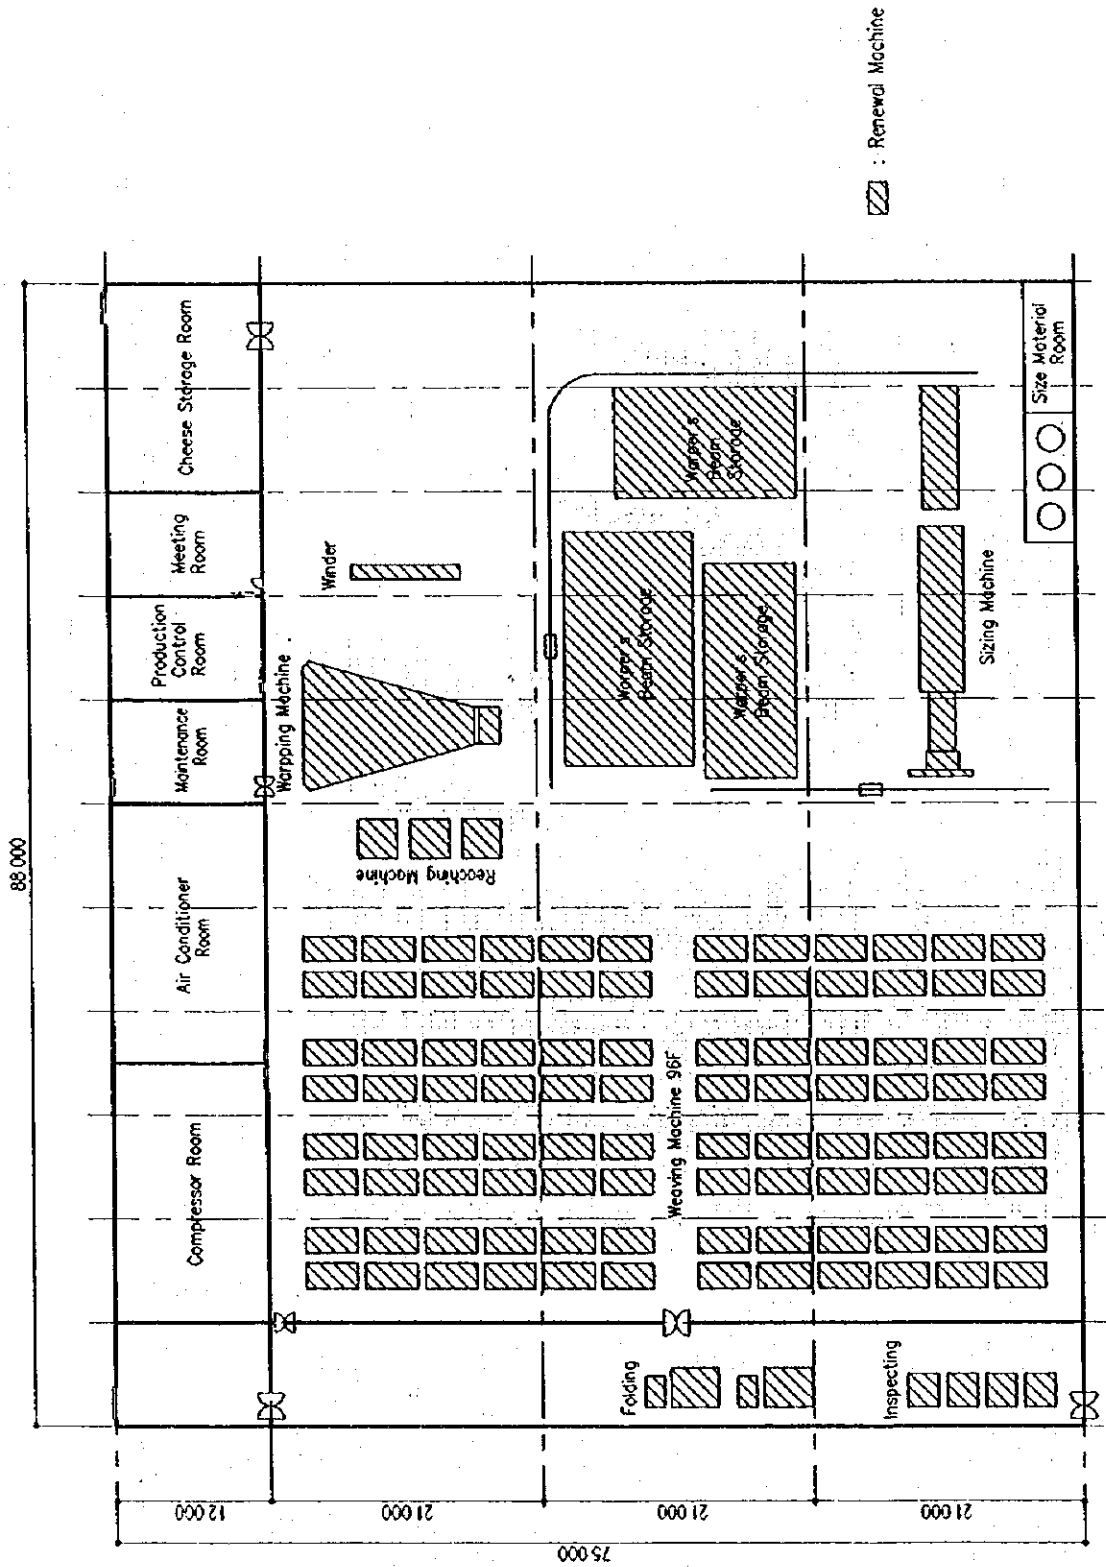 88 000
Compressor Room
Air Conditioner
Room
Maintenance
Room
Production
Control
Room
Meeting
Room
Cheese Storage Room
Warpping Machine
Winder
Reaching Machine
Warper's
Beam Storage
Warper's
Beam Storage
Warper's
Beam
Storage
Weaving Machine 96F
Sizing Machine
Size Material
Room
Folding
Inspecting
12 000
21 000
21 000
21 000
75 000
: Renewal Machine